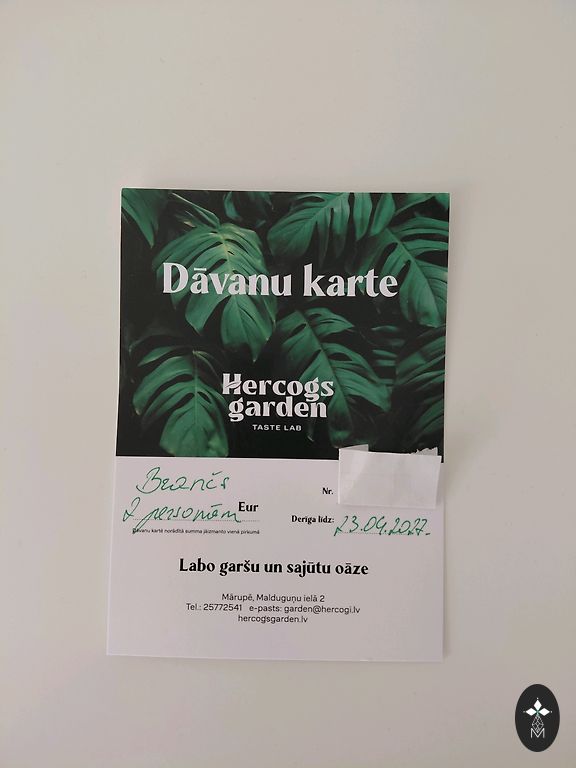 Dāvanu karte
Hercogs
garden
TASTE LAB
Brančs
2 personām Eur
Dāvanu kartē norādītā summa jāizmanto vienā pirkumā
Nr.
Derīga līdz: 23.04.2027.
Labo garšu un sajūtu oāze
Mārupē, Malduguņu ielā 2
Tel.: 25772541 e-pasts: garden@hercogi.lv
hercogsgarden.lv
M